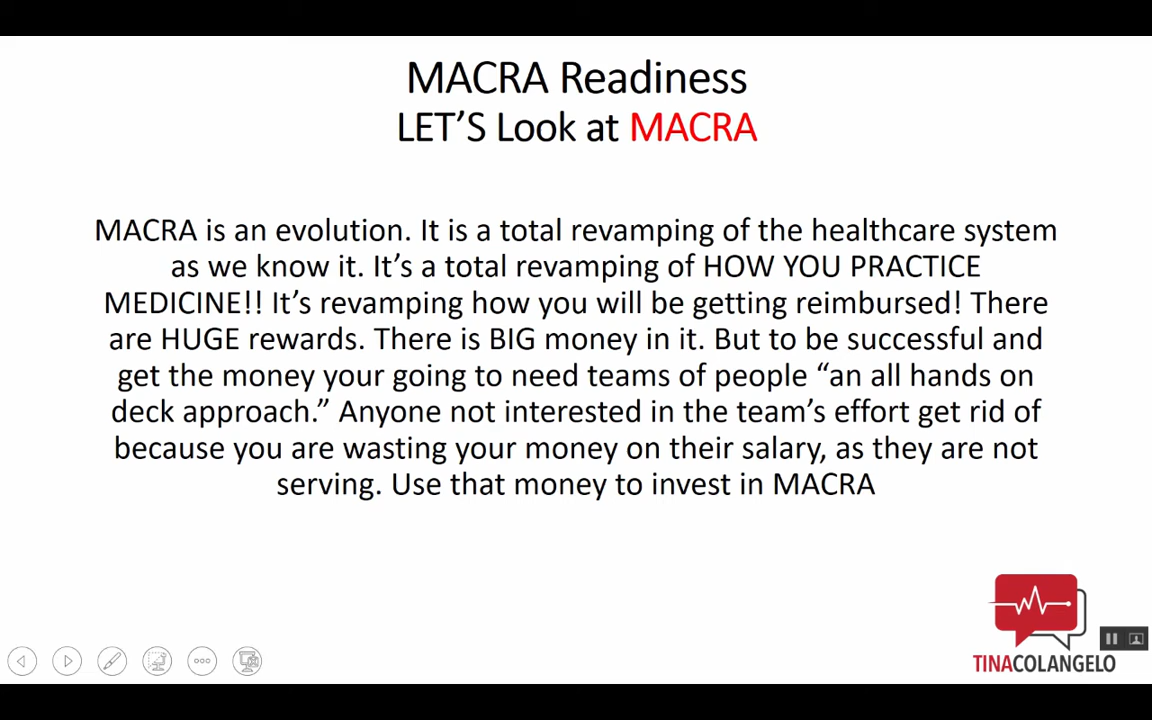 MACRA Readiness
LET’S Look at MACRA
MACRA is an evolution. It is a total revamping of the healthcare system
as we know it. It’s a total revamping of HOW YOU PRACTICE
MEDICINE!! It’s revamping how you will be getting reimbursed! There
are HUGE rewards. There is BIG money in it. But to be successful and
get the money your going to need teams of people “an all hands on
deck approach.” Anyone not interested in the team’s effort get rid of
because you are wasting your money on their salary, as they are not
serving. Use that money to invest in MACRA
TINACOLANGELO